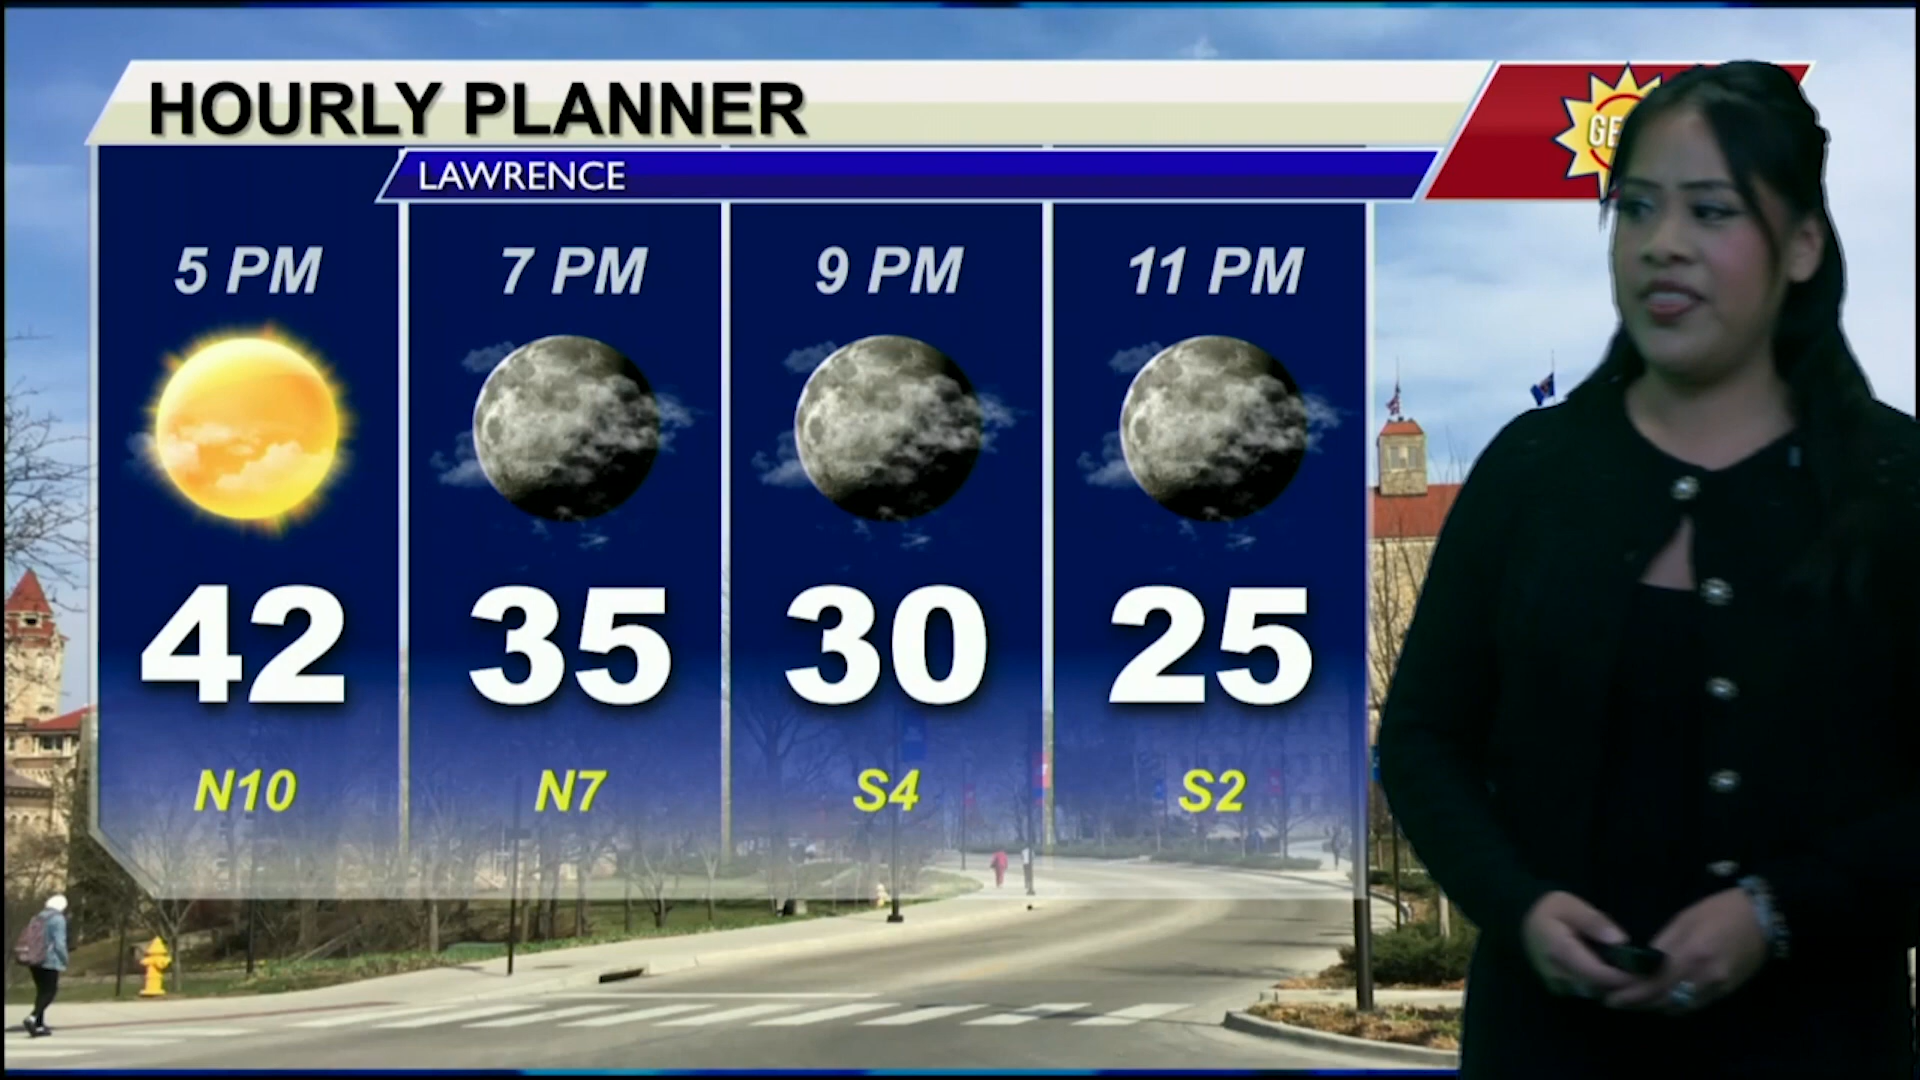 HOURLY PLANNER
LAWRENCE
5 PM 7 PM 9 PM 11 PM
42 35 30 25
N10 N7 S4 S2